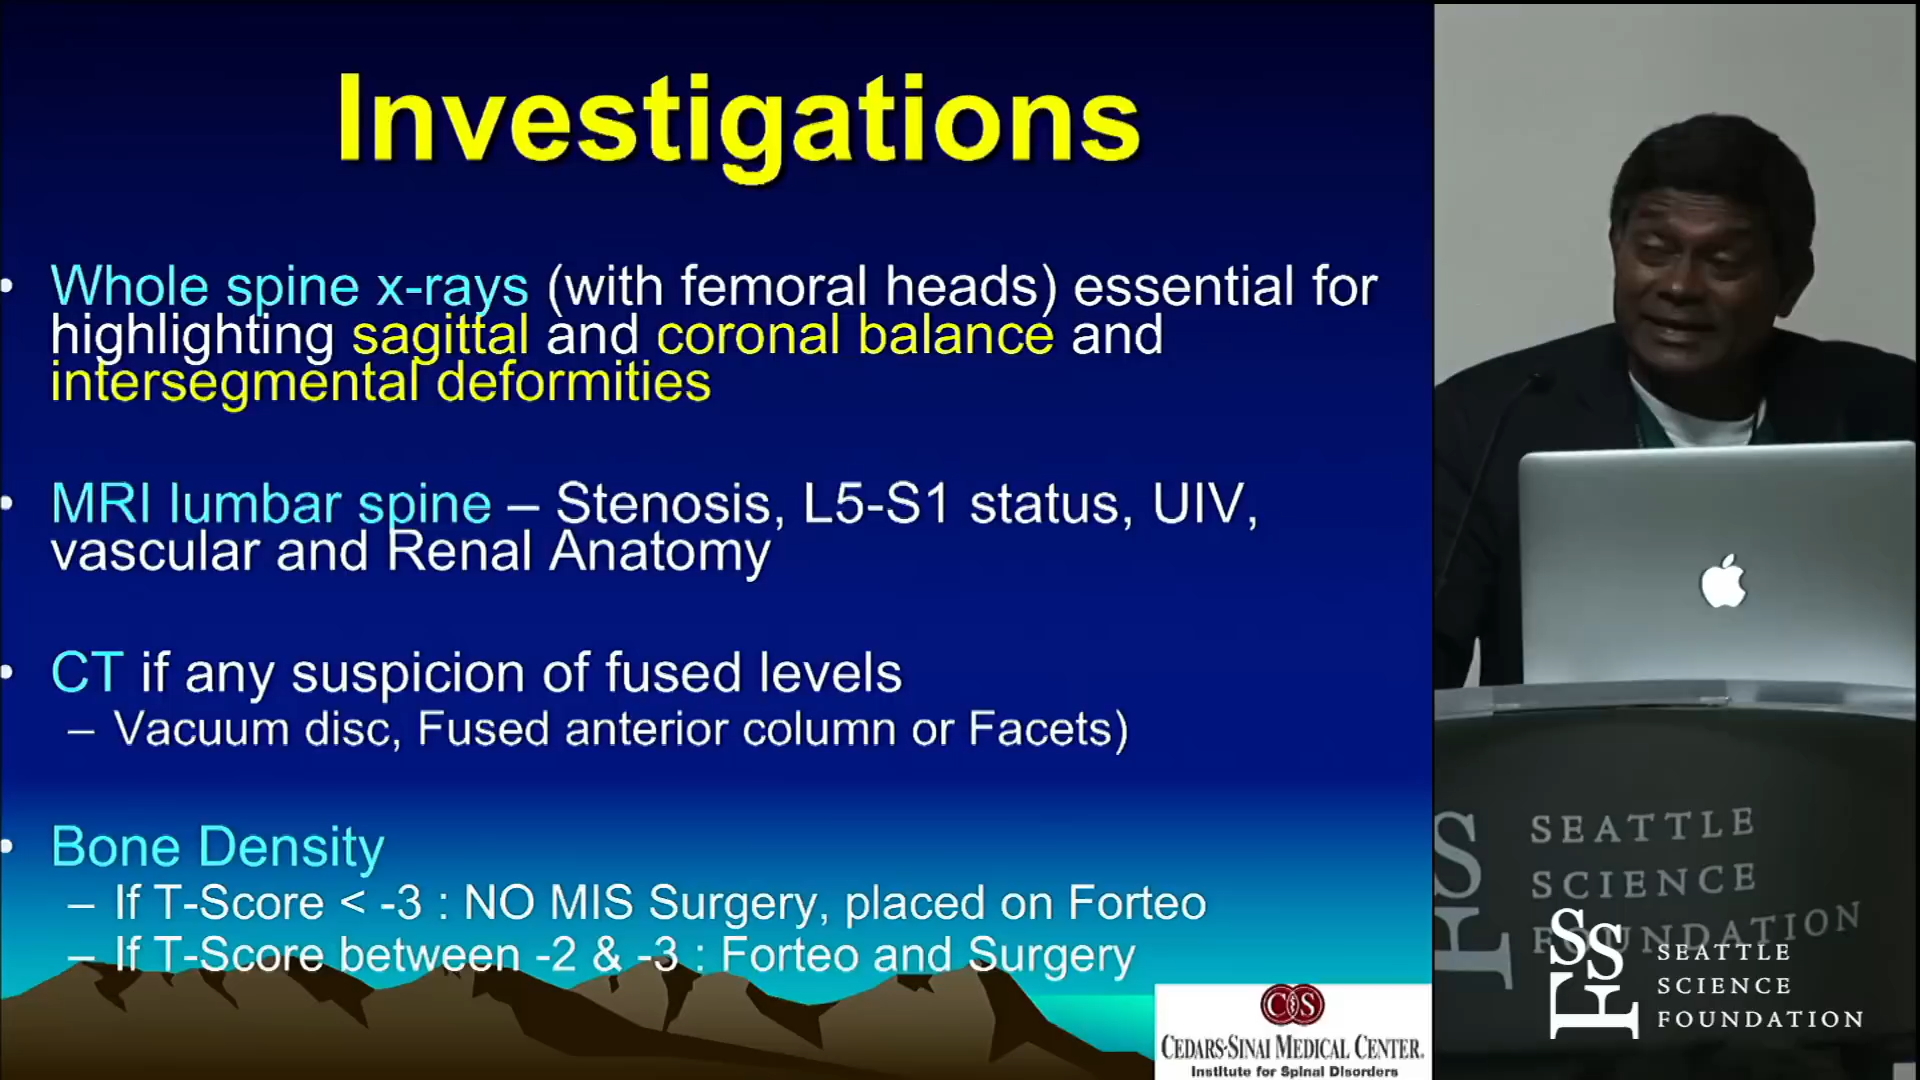 Investigations
• Whole spine x-rays (with femoral heads) essential for
highlighting sagittal and coronal balance and
intersegmental deformities
• MRI lumbar spine – Stenosis, L5-S1 status, UIV,
vascular and Renal Anatomy
• CT if any suspicion of fused levels
– Vacuum disc, Fused anterior column or Facets)
• Bone Density
– If T-Score < -3 : NO MIS Surgery, placed on Forteo
– If T-Score between -2 & -3 : Forteo and Surgery
CEDARS-SINAI MEDICAL CENTER.
Institute for Spinal Disorders
SEATTLE
SCIENCE
FOUNDATION
SSF
SEATTLE
SCIENCE
FOUNDATION